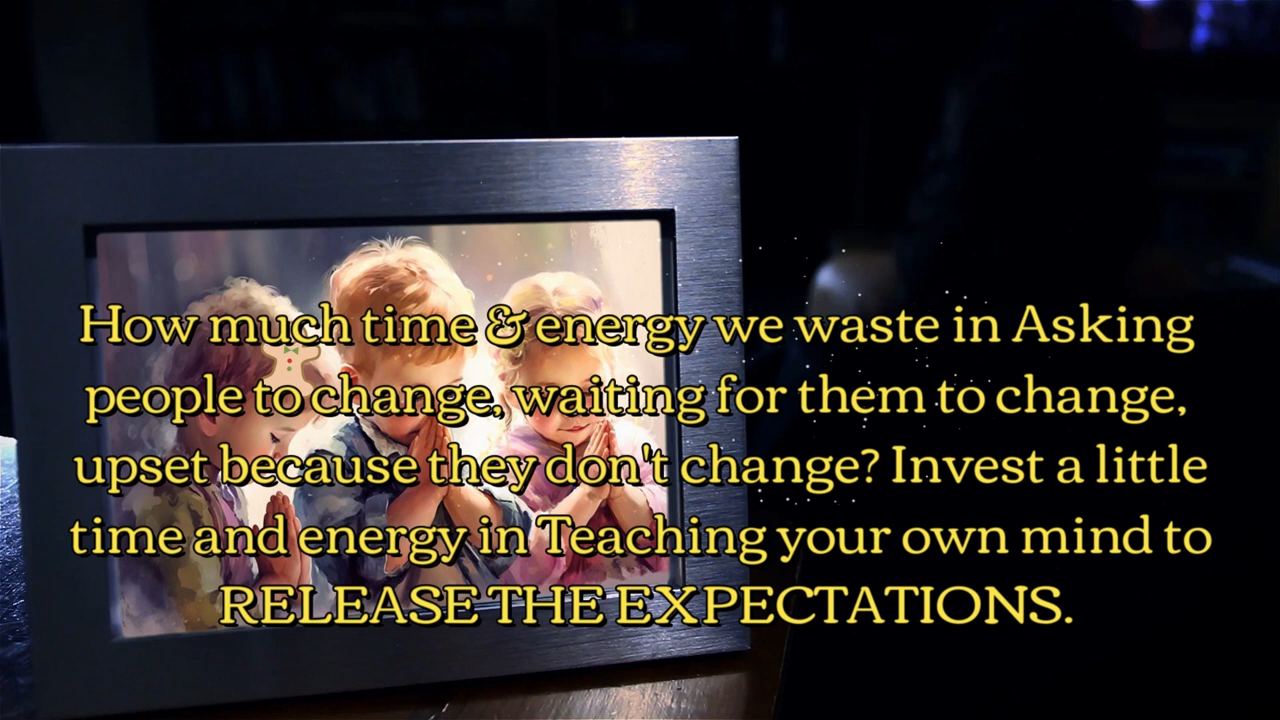 How much time & energy we waste in Asking
people to change, waiting for them to change,
upset because they don't change? Invest a little
time and energy in Teaching your own mind to
RELEASE THE EXPECTATIONS.